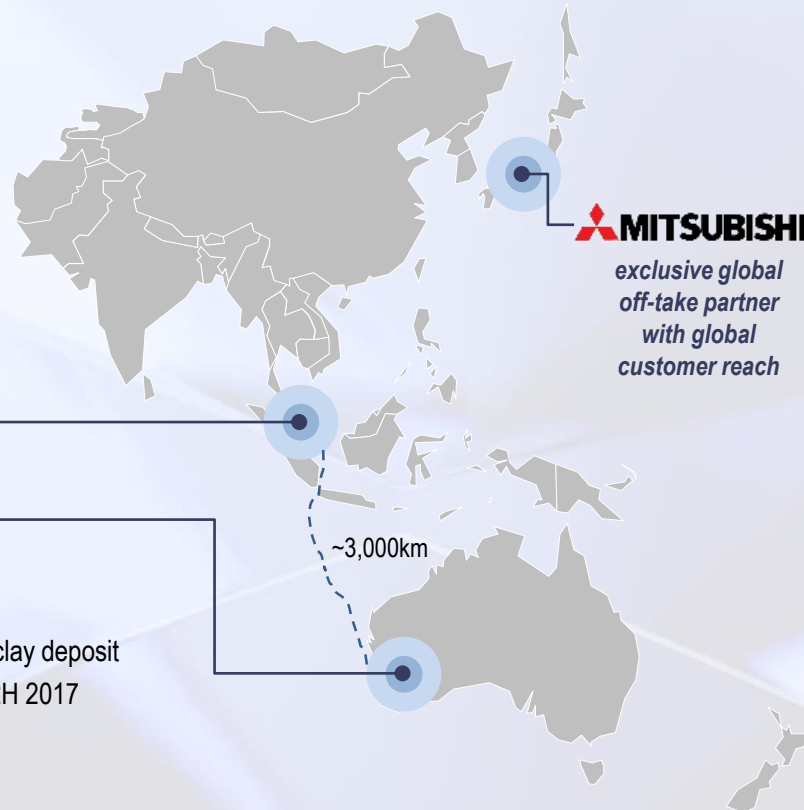 MITSUBISHI
exclusive global
off-take partner
with global
customer reach
~3,000km
clay deposit
2017